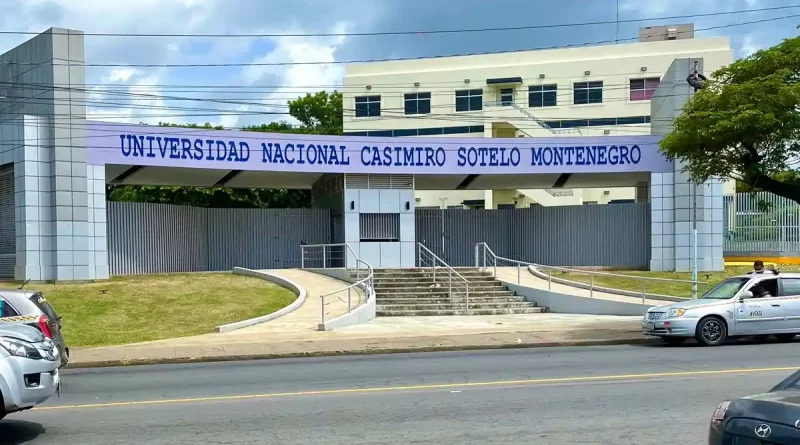 UNIVERSIDAD NACIONAL CASIMIRO SOTELO MONTENEGRO